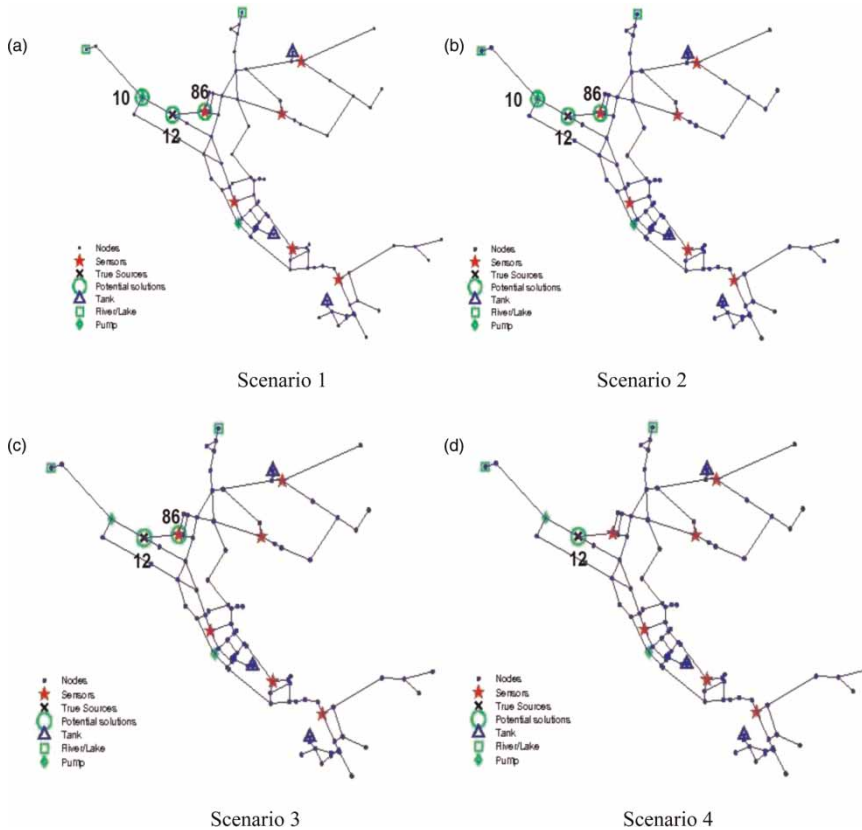 (a)
10
86
12
Nodes
Sensors
True Sources
Potential solutions
Tank
River/Lake
Pump
Scenario 1
(b)
10
86
12
Nodes
Sensors
True Sources
Potential solutions
Tank
River/Lake
Pump
Scenario 2
(c)
86
12
Nodes
Sensors
True Sources
Potential solutions
Tank
River/Lake
Pump
Scenario 3
(d)
12
Nodes
Sensors
True Sources
Potential solutions
Tank
River/Lake
Pump
Scenario 4